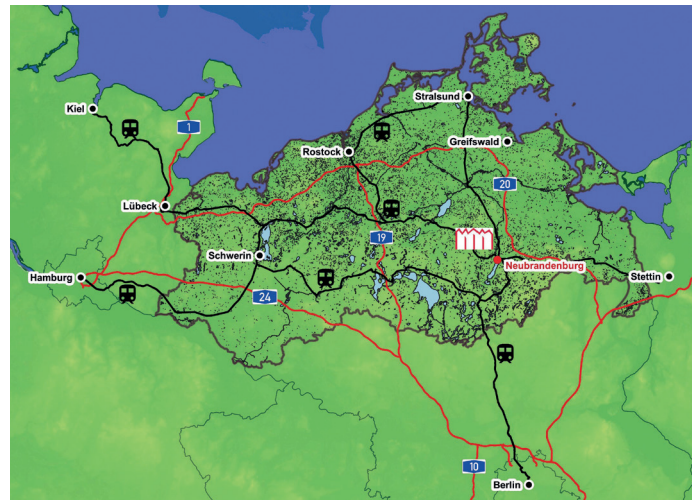 Stralsund
Kiel
1
Greifswald
Rostock
20
Lübeck
19
Schwerin
Neubrandenburg
Hamburg
Stettin
24
10
Berlin